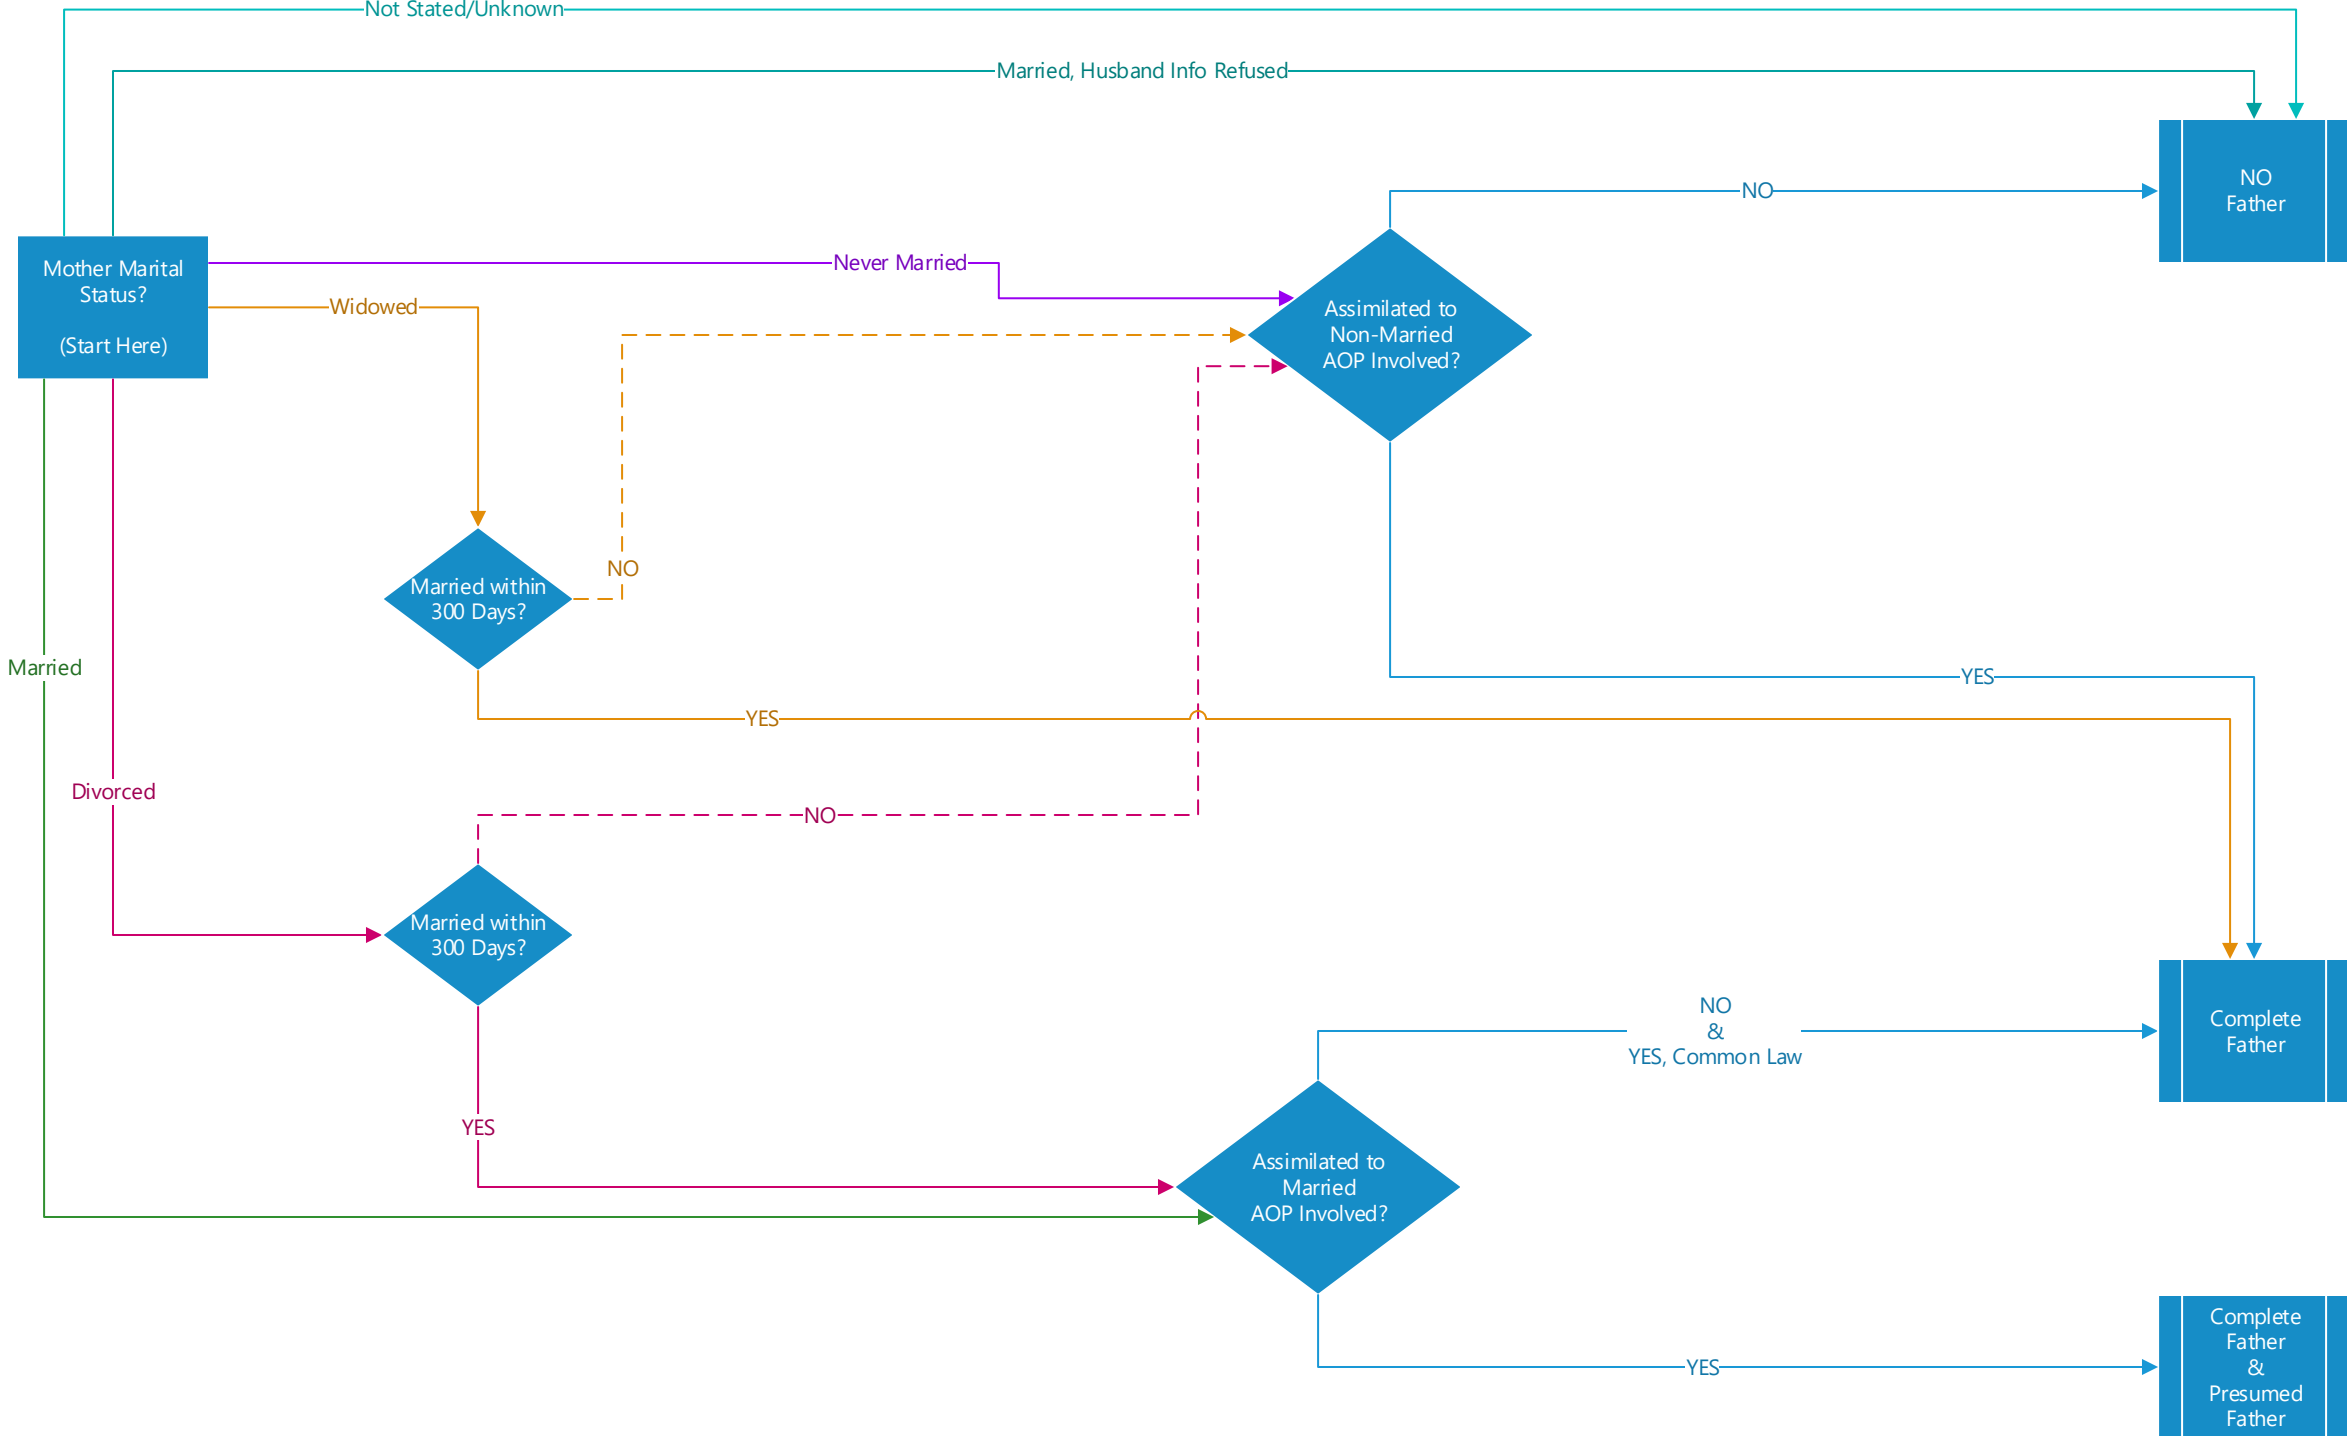 Not Stated/Unknown
Married, Husband Info Refused
NO
Father
NO
Mother Marital
Status?
(Start Here)
Never Married
Widowed
Assimilated to
Non-Married
AOP Involved?
Married within
300 Days?
NO
Married
YES
YES
Divorced
NO
Married within
300 Days?
NO
&
YES, Common Law
Complete
Father
YES
Assimilated to
Married
AOP Involved?
YES
Complete
Father
&
Presumed
Father